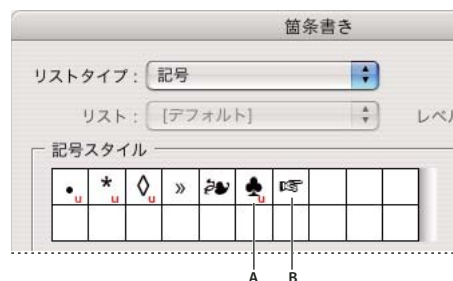 箇条書き
リストタイプ : 記号
リスト : [デフォルト] レベル
記号スタイル
• u * u ◊ u » ❧ ♣ u ☞
A B